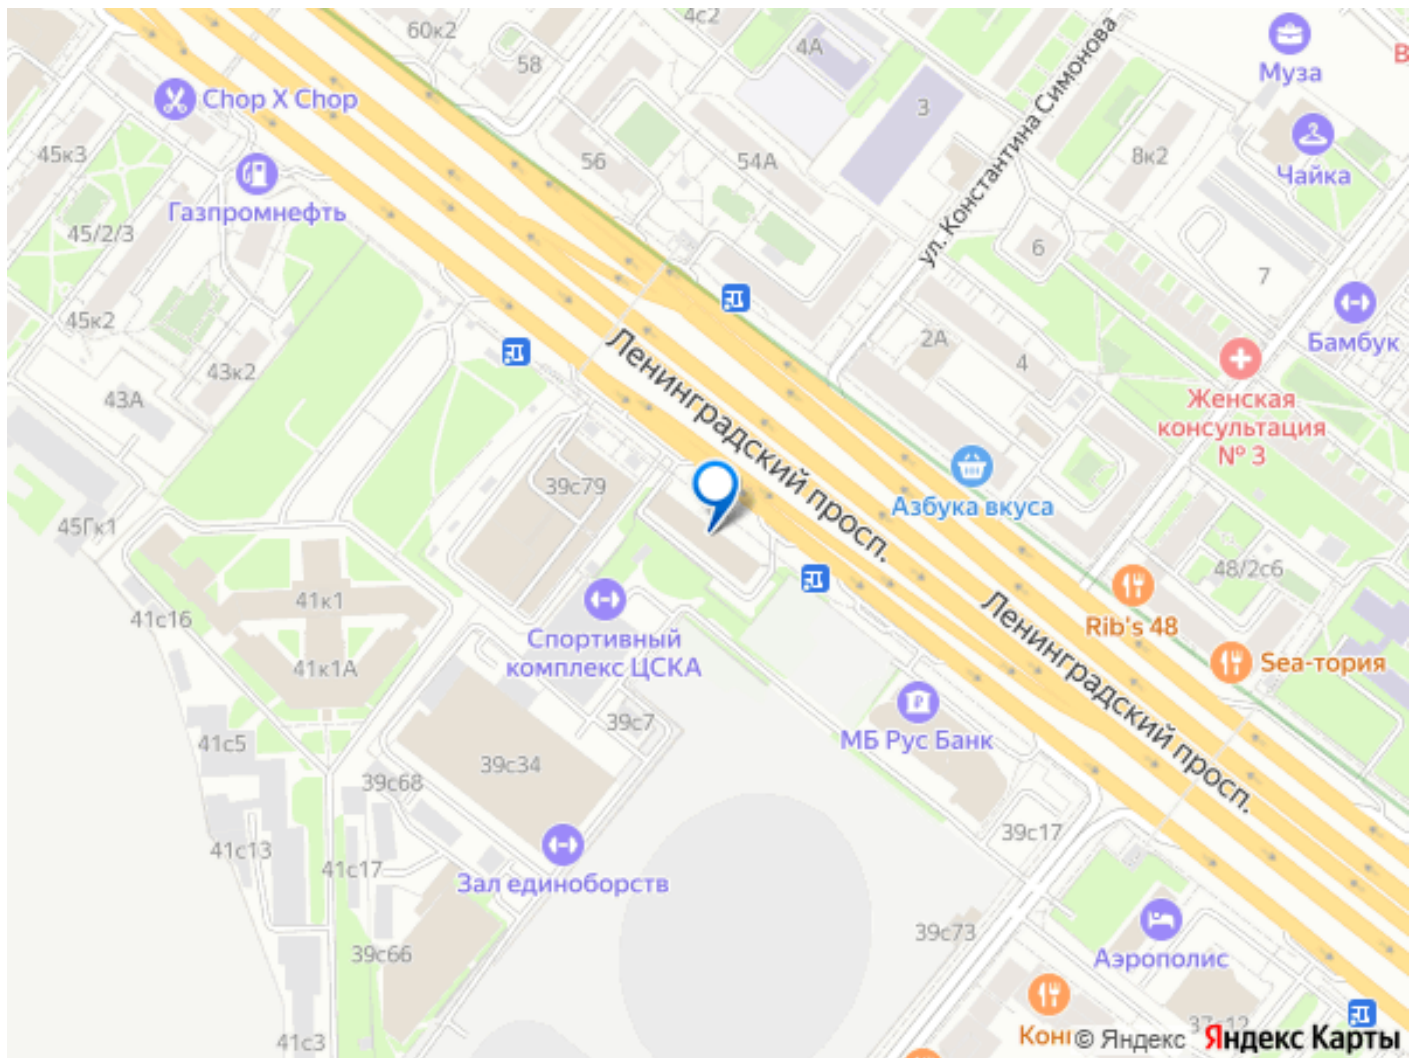 60к2
4с2
58
4А
Муза
Chop X Chop
3
ул. Константина Симонова
45к3
56
54А
8к2
Чайка
Газпромнефть
45/2/3
6
7
45к2
2А
4
Бамбук
43к2
43А
Ленинградский просп.
Женская
консультация
№ 3
39с79
Азбука вкуса
45Гк1
48/2с6
41к1
41с16
Спортивный
комплекс ЦСКА
Rib's 48
Ленинградский просп.
Sea-тория
41к1А
39с7
МБ Рус Банк
41с5
39с34
39с68
39с17
41с13
41с17
Зал единоборств
39с73
39с66
Аэрополис
41с3
© Яндекс
Яндекс Карты